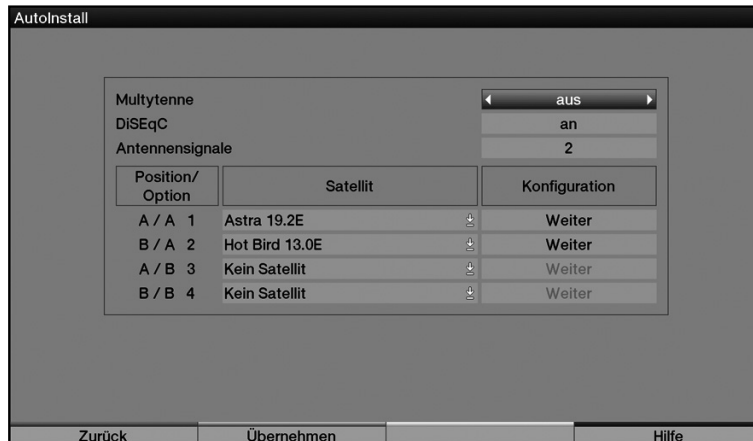 AutoInstall
Multytenne aus
DiSEqC an
Antennensignale 2
Position/
Option Satellit Konfiguration
A / A 1 Astra 19.2E Weiter
B / A 2 Hot Bird 13.0E Weiter
A / B 3 Kein Satellit Weiter
B / B 4 Kein Satellit Weiter
Zurück Übernehmen Hilfe